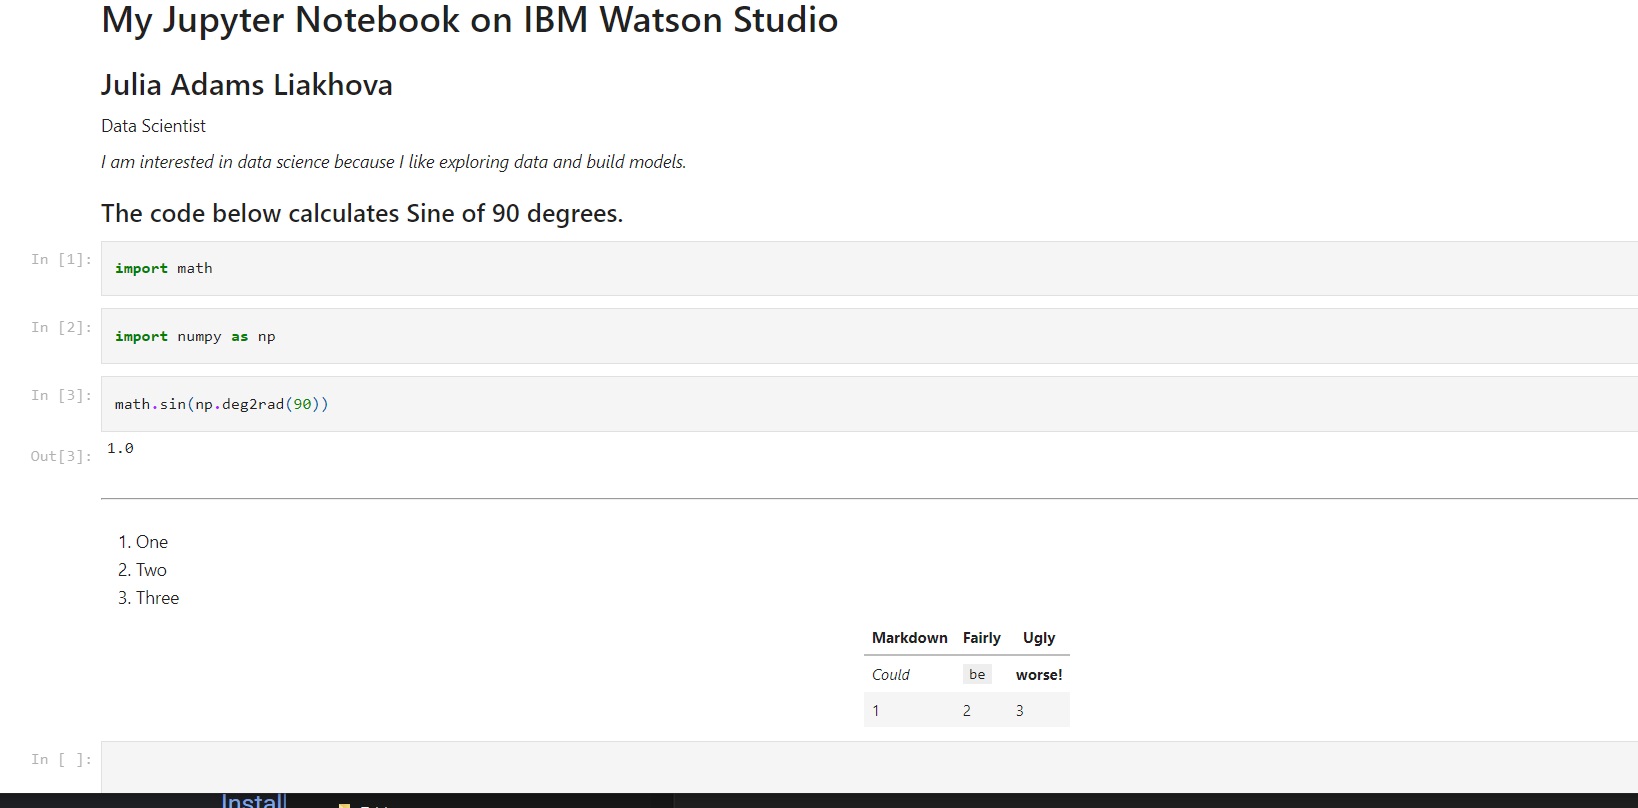 My Jupyter Notebook on IBM Watson Studio
Julia Adams Liakhova
Data Scientist
I am interested in data science because I like exploring data and build models.
The code below calculates Sine of 90 degrees.
In [1]: import math
In [2]: import numpy as np
In [3]: math.sin(np.deg2rad(90))
Out[3]: 1.0
1. One
2. Two
3. Three
Markdown Fairly Ugly
Could be worse!
1 2 3
In [ ]:
Install